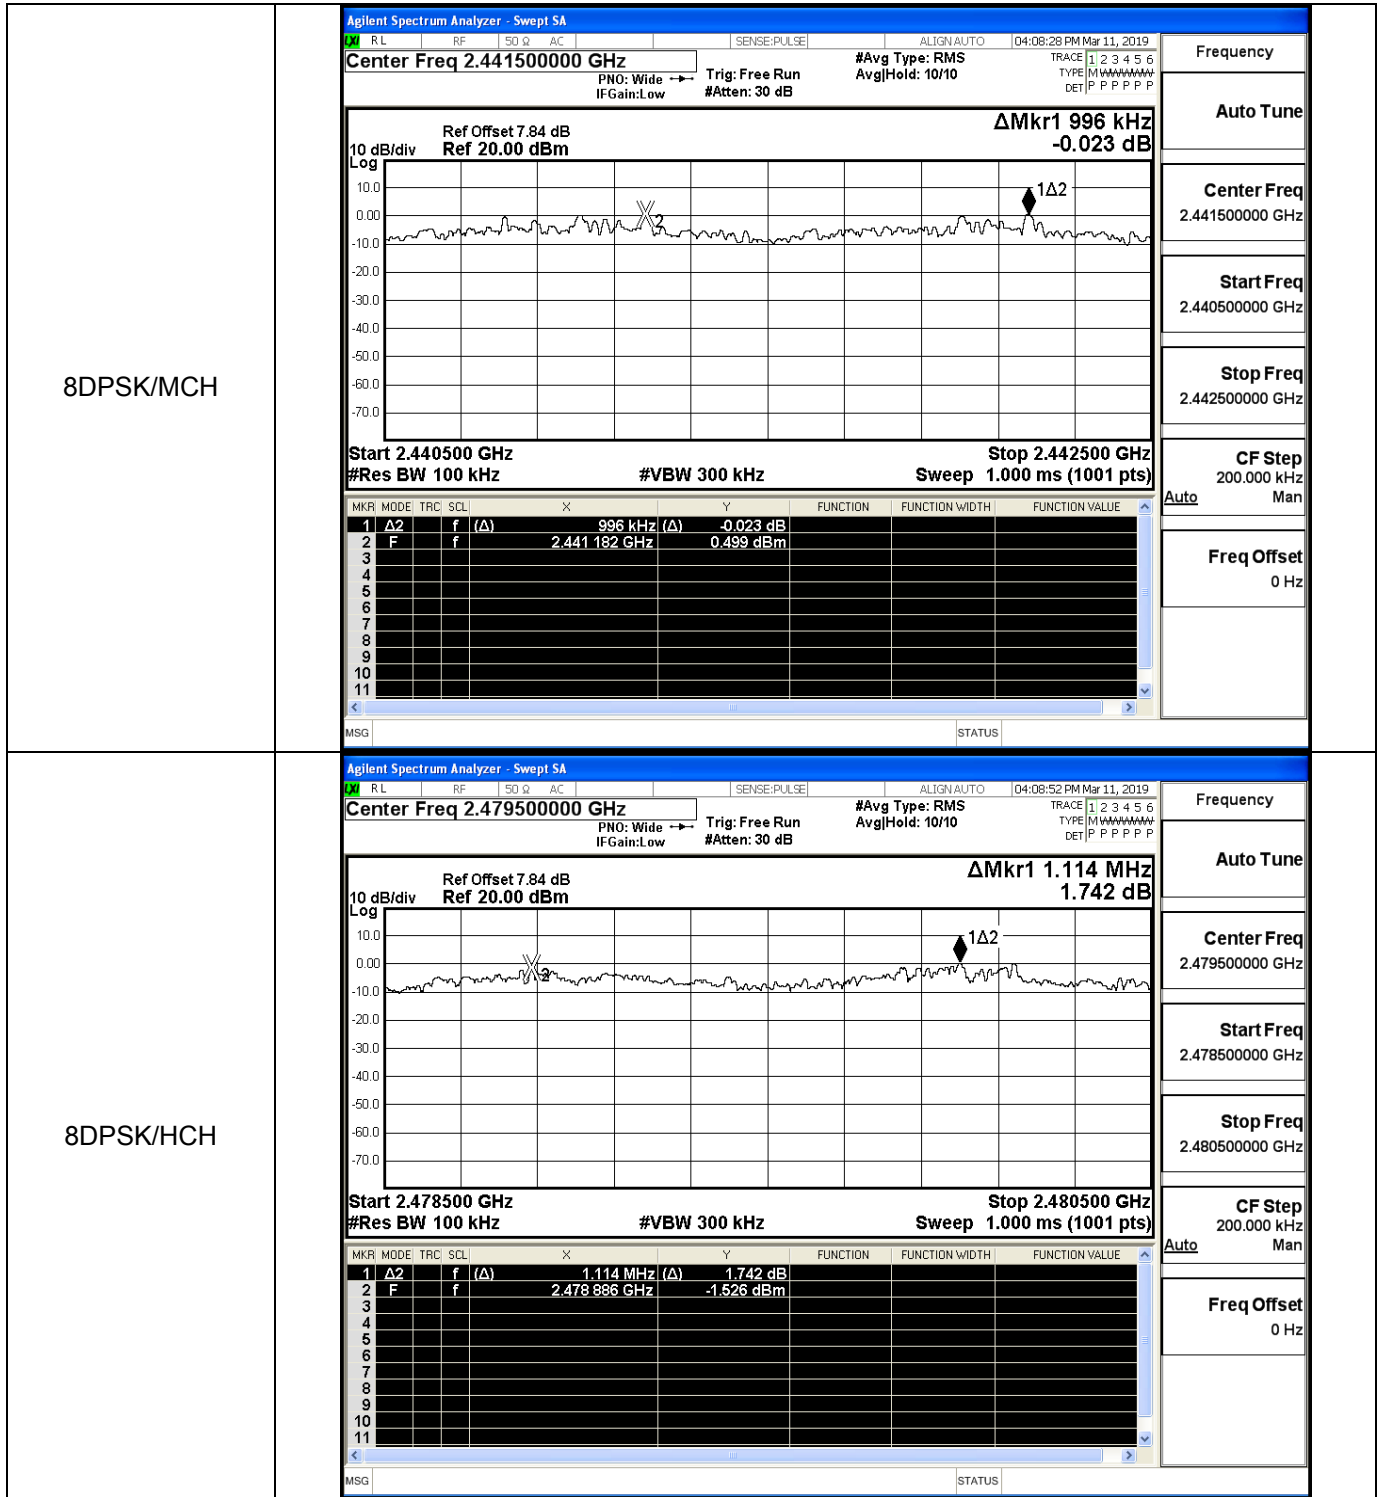 8DPSK/MCH
Agilent Spectrum Analyzer - Swept SA
LXI RL RF 50 Ω AC SENSE:PULSE ALIGN AUTO 04:08:28 PM Mar 11, 2019
Center Freq 2.441500000 GHz
PNO: Wide
IFGain:Low
Trig: Free Run
#Atten: 30 dB
#Avg Type: RMS
Avg|Hold: 10/10
TRACE 1 2 3 4 5 6
TYPE M
DET P P P P P P
Ref Offset 7.84 dB
10 dB/div Ref 20.00 dBm
Log
ΔMkr1 996 kHz
-0.023 dB
10.0
0.00
-10.0
-20.0
-30.0
-40.0
-50.0
-60.0
-70.0
2
1Δ2
Start 2.440500 GHz Stop 2.442500 GHz
#Res BW 100 kHz #VBW 300 kHz Sweep 1.000 ms (1001 pts)
MKR MODE TRC SCL X Y FUNCTION FUNCTION WIDTH FUNCTION VALUE
1 Δ2 f (Δ) 996 kHz (Δ) -0.023 dB
2 F f 2.441 182 GHz 0.499 dBm
3
4
5
6
7
8
9
10
11
MSG STATUS
Frequency
Auto Tune
Center Freq
2.441500000 GHz
Start Freq
2.440500000 GHz
Stop Freq
2.442500000 GHz
CF Step
200.000 kHz
Auto Man
Freq Offset
0 Hz
8DPSK/HCH
Agilent Spectrum Analyzer - Swept SA
LXI RL RF 50 Ω AC SENSE:PULSE ALIGN AUTO 04:08:52 PM Mar 11, 2019
Center Freq 2.479500000 GHz
PNO: Wide
IFGain:Low
Trig: Free Run
#Atten: 30 dB
#Avg Type: RMS
Avg|Hold: 10/10
TRACE 1 2 3 4 5 6
TYPE M
DET P P P P P P
Ref Offset 7.84 dB
10 dB/div Ref 20.00 dBm
Log
ΔMkr1 1.114 MHz
1.742 dB
10.0
0.00
-10.0
-20.0
-30.0
-40.0
-50.0
-60.0
-70.0
2
1Δ2
Start 2.478500 GHz Stop 2.480500 GHz
#Res BW 100 kHz #VBW 300 kHz Sweep 1.000 ms (1001 pts)
MKR MODE TRC SCL X Y FUNCTION FUNCTION WIDTH FUNCTION VALUE
1 Δ2 f (Δ) 1.114 MHz (Δ) 1.742 dB
2 F f 2.478 886 GHz -1.526 dBm
3
4
5
6
7
8
9
10
11
MSG STATUS
Frequency
Auto Tune
Center Freq
2.479500000 GHz
Start Freq
2.478500000 GHz
Stop Freq
2.480500000 GHz
CF Step
200.000 kHz
Auto Man
Freq Offset
0 Hz